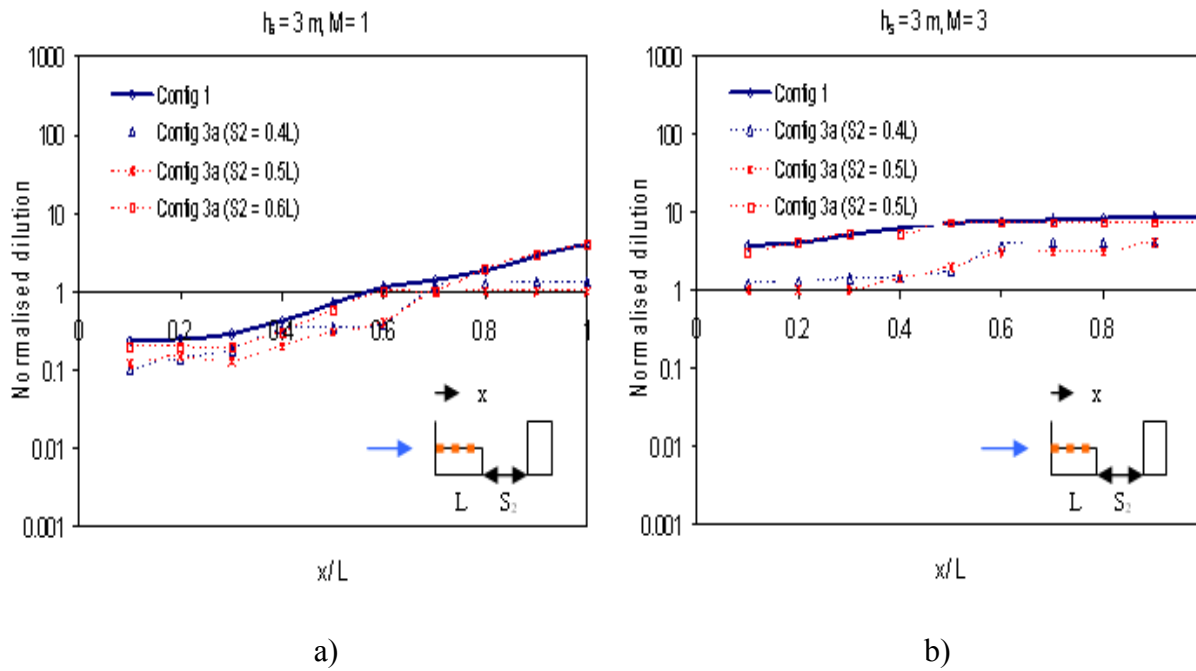 hₛ = 3 m, M = 1
1000
100
10
1
0.1
0.01
0.001
Normalised dilution
0
0.2
0.4
0.6
0.8
1
x/L
Config 1
Config 3a (S2 = 0.4L)
Config 3a (S2 = 0.5L)
Config 3a (S2 = 0.6L)
x
L
S₂
a)
hₛ = 3 m, M = 3
1000
100
10
1
0.1
0.01
0.001
Normalised dilution
0
0.2
0.4
0.6
0.8
x/L
Config 1
Config 3a (S2 = 0.4L)
Config 3a (S2 = 0.5L)
Config 3a (S2 = 0.5L)
x
L
S₂
b)